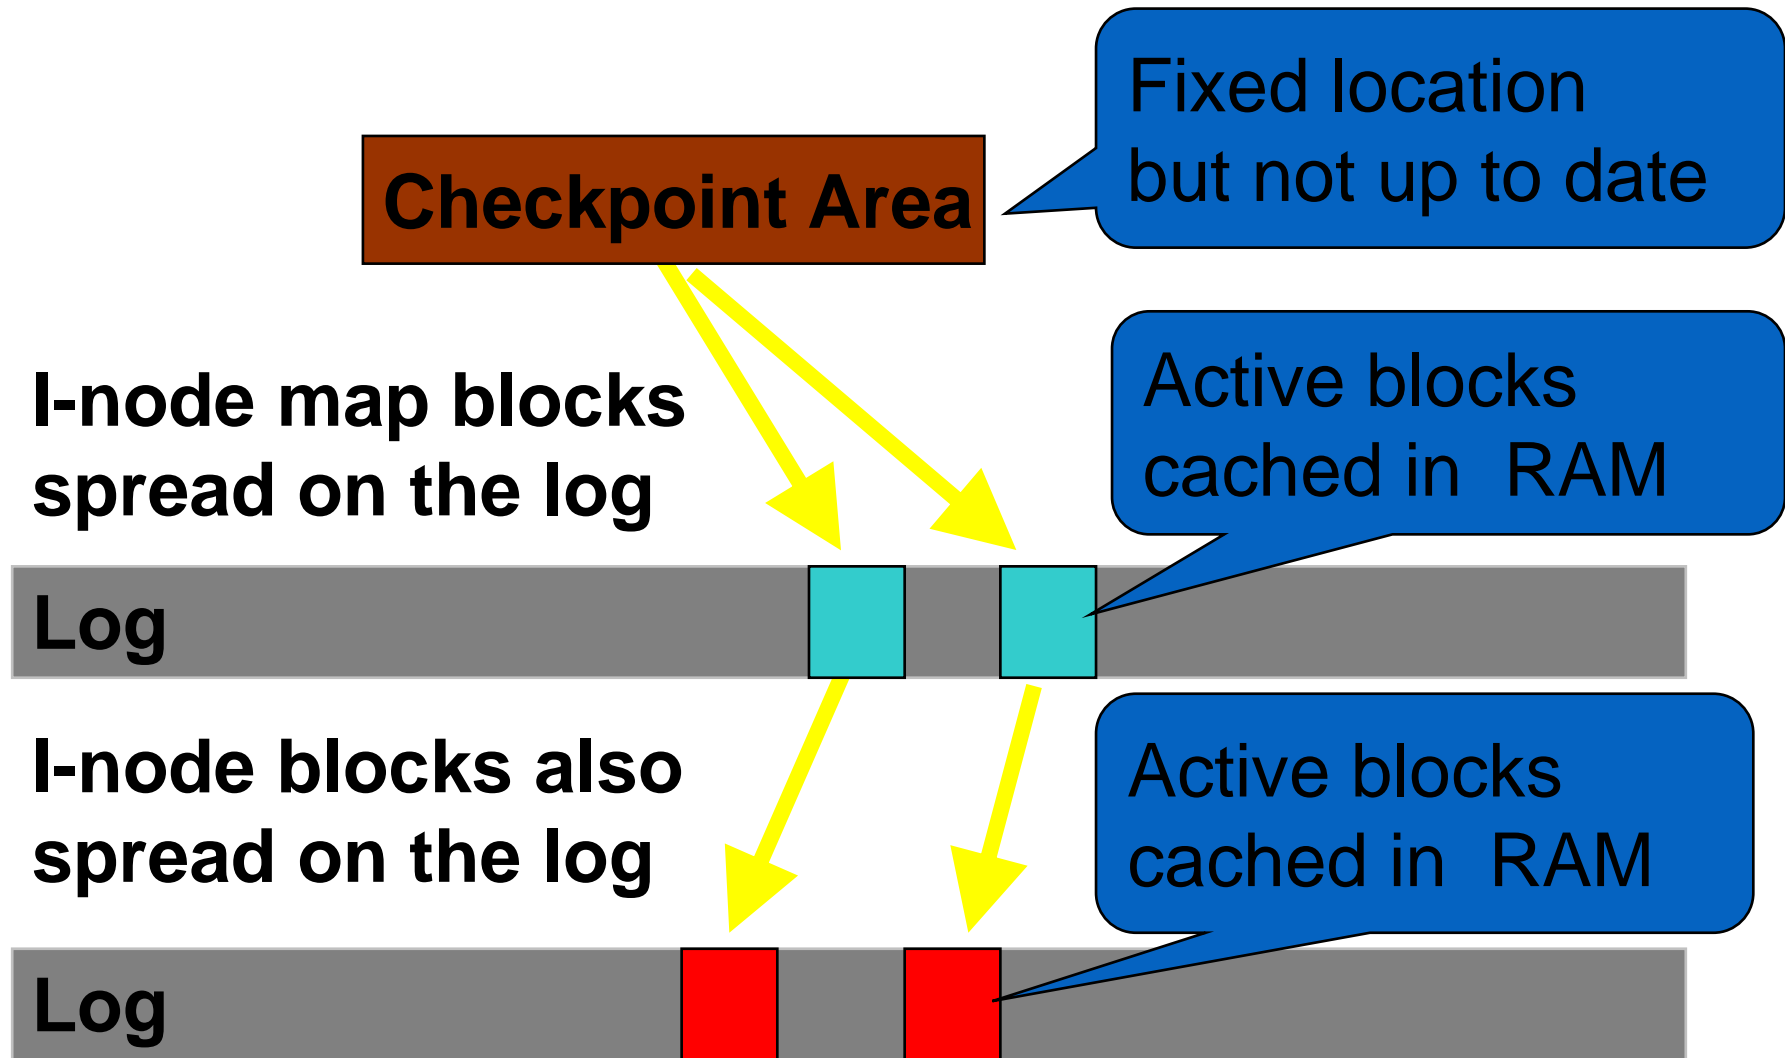 Fixed location
but not up to date
Checkpoint Area
I-node map blocks
spread on the log
Active blocks
cached in  RAM
Log
I-node blocks also
spread on the log
Active blocks
cached in  RAM
Log